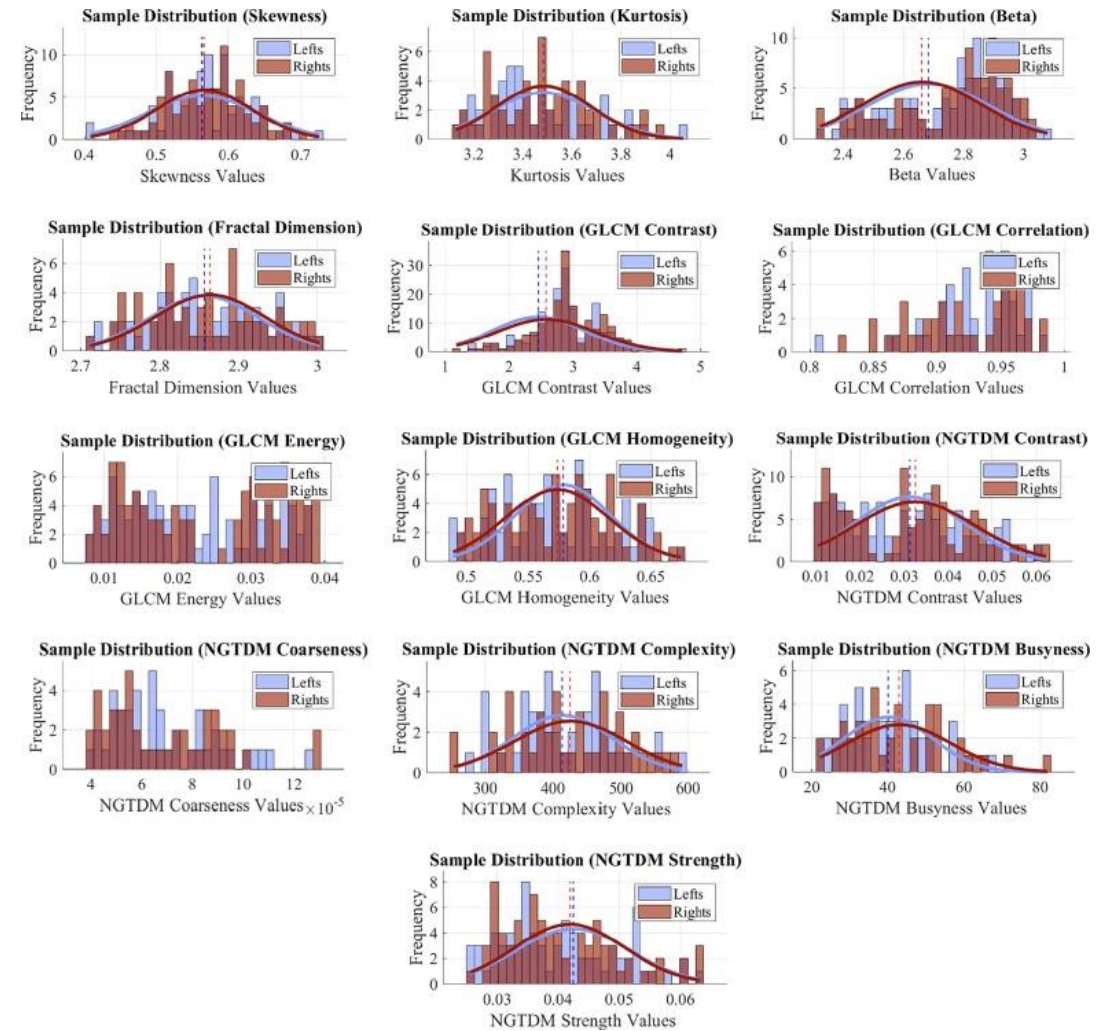 Sample Distribution (Skewness)
Frequency
10
5
0
0.4 0.5 0.6 0.7
Skewness Values
Lefts
Rights
Sample Distribution (Kurtosis)
Frequency
6
4
2
0
3.2 3.4 3.6 3.8 4
Kurtosis Values
Lefts
Rights
Sample Distribution (Beta)
Frequency
10
5
0
2.4 2.6 2.8 3
Beta Values
Lefts
Rights
Sample Distribution (Fractal Dimension)
Frequency
6
4
2
0
2.7 2.8 2.9 3
Fractal Dimension Values
Lefts
Rights
Sample Distribution (GLCM Contrast)
Frequency
30
20
10
0
1 2 3 4 5
GLCM Contrast Values
Lefts
Rights
Sample Distribution (GLCM Correlation)
Frequency
6
4
2
0
0.8 0.85 0.9 0.95 1
GLCM Correlation Values
Lefts
Rights
Sample Distribution (GLCM Energy)
Frequency
6
4
2
0
0.01 0.02 0.03 0.04
GLCM Energy Values
Lefts
Rights
Sample Distribution (GLCM Homogeneity)
Frequency
6
4
2
0
0.5 0.55 0.6 0.65
GLCM Homogeneity Values
Lefts
Rights
Sample Distribution (NGTDM Contrast)
Frequency
10
5
0
0.01 0.02 0.03 0.04 0.05 0.06
NGTDM Contrast Values
Lefts
Rights
Sample Distribution (NGTDM Coarseness)
Frequency
4
2
0
4 6 8 10 12
NGTDM Coarseness Values ×10⁻⁵
Lefts
Rights
Sample Distribution (NGTDM Complexity)
Frequency
4
2
0
300 400 500 600
NGTDM Complexity Values
Lefts
Rights
Sample Distribution (NGTDM Busyness)
Frequency
6
4
2
0
20 40 60 80
NGTDM Busyness Values
Lefts
Rights
Sample Distribution (NGTDM Strength)
Frequency
8
6
4
2
0
0.03 0.04 0.05 0.06
NGTDM Strength Values
Lefts
Rights